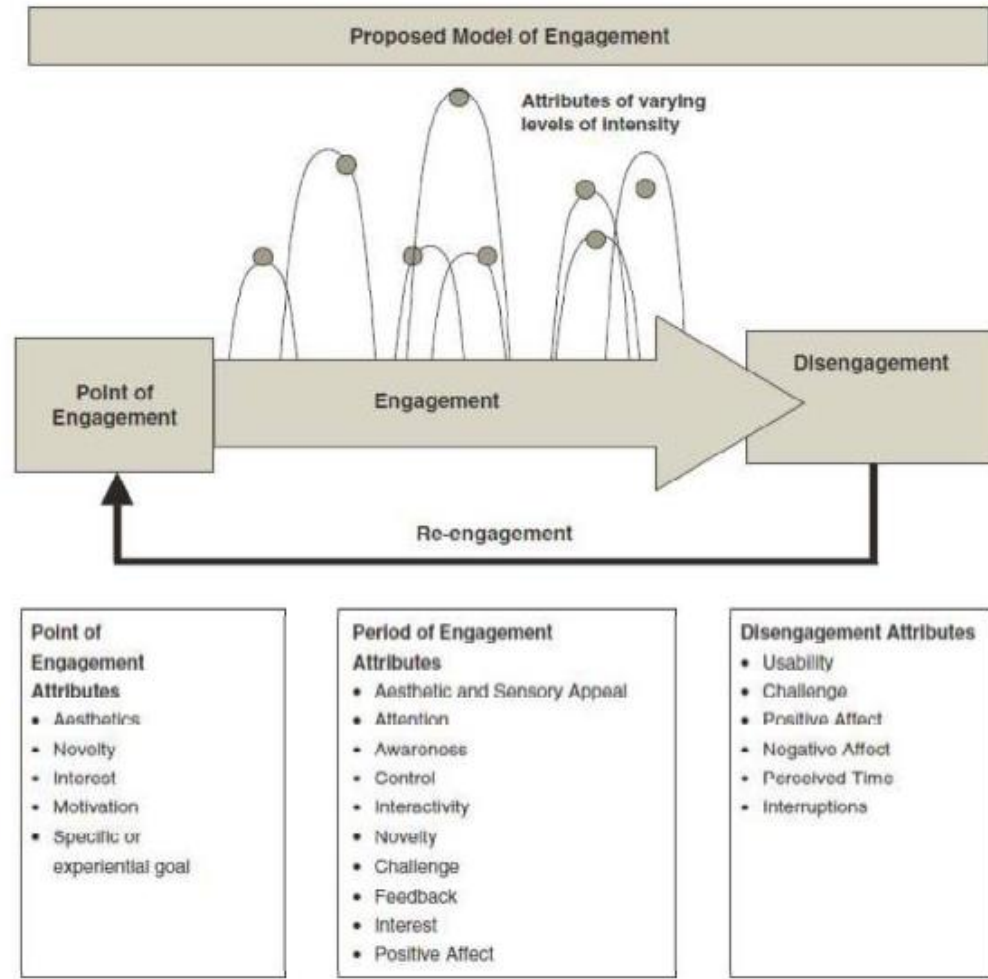 Proposed Model of Engagement
Attributes of varying
levels of intensity
Point of
Engagement
Engagement
Disengagement
Re-engagement
Point of
Engagement
Attributes
• Aesthetics
• Novelty
• Interest
• Motivation
• Specific or
experiential goal
Period of Engagement
Attributes
• Aesthetic and Sensory Appeal
• Attention
• Awareness
• Control
• Interactivity
• Novelty
• Challenge
• Feedback
• Interest
• Positive Affect
Disengagement Attributes
• Usability
• Challenge
• Positive Affect
• Negative Affect
• Perceived Time
• Interruptions